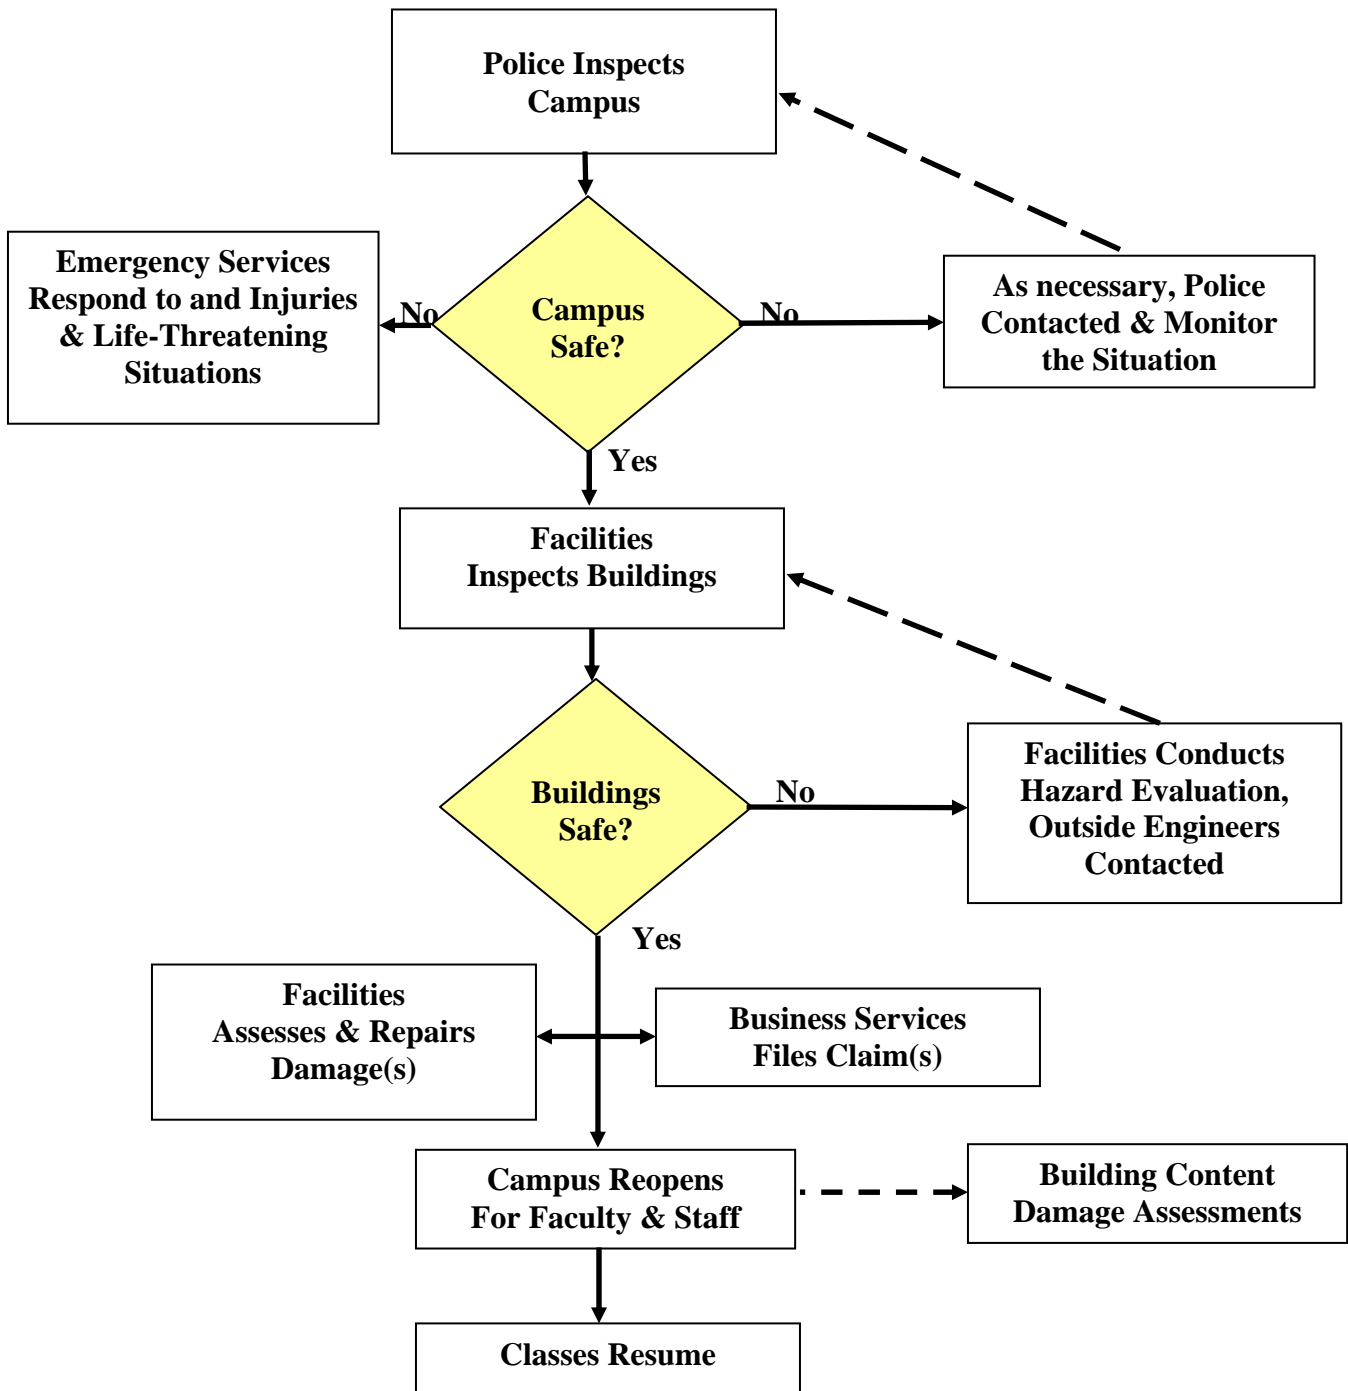 Police Inspects
Campus
Emergency Services
Respond to and Injuries
& Life-Threatening
Situations
No
Campus
Safe?
No
As necessary, Police
Contacted & Monitor
the Situation
Yes
Facilities
Inspects Buildings
Buildings
Safe?
No
Facilities Conducts
Hazard Evaluation,
Outside Engineers
Contacted
Yes
Facilities
Assesses & Repairs
Damage(s)
Business Services
Files Claim(s)
Campus Reopens
For Faculty & Staff
Building Content
Damage Assessments
Classes Resume